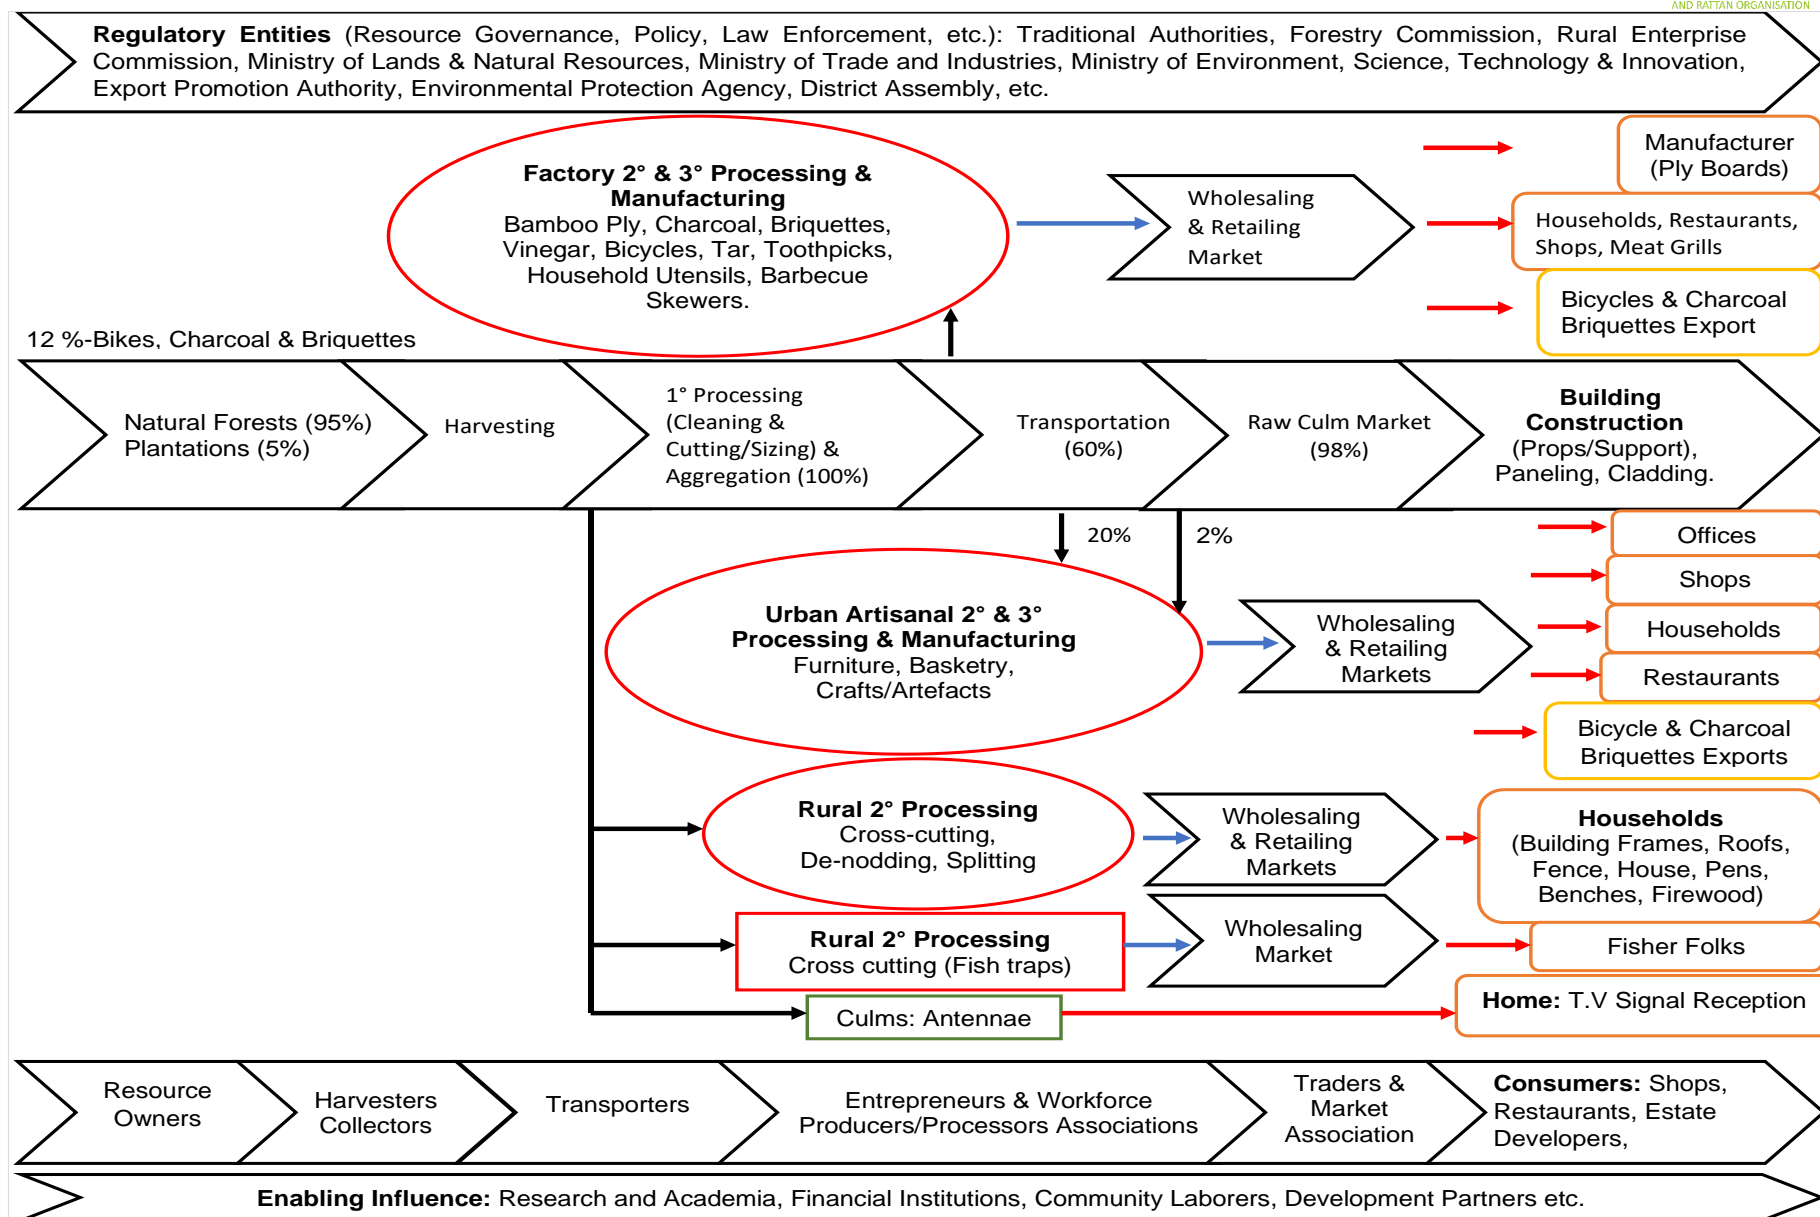 AND RATTAN ORGANISATION
Regulatory Entities (Resource Governance, Policy, Law Enforcement, etc.): Traditional Authorities, Forestry Commission, Rural Enterprise
Commission, Ministry of Lands & Natural Resources, Ministry of Trade and Industries, Ministry of Environment, Science, Technology & Innovation,
Export Promotion Authority, Environmental Protection Agency, District Assembly, etc.
Factory 2° & 3° Processing &
Manufacturing
Bamboo Ply, Charcoal, Briquettes,
Vinegar, Bicycles, Tar, Toothpicks,
Household Utensils, Barbecue
Skewers.
Wholesaling
& Retailing
Market
Manufacturer
(Ply Boards)
Households, Restaurants,
Shops, Meat Grills
Bicycles & Charcoal
Briquettes Export
12 %-Bikes, Charcoal & Briquettes
Natural Forests (95%)
Plantations (5%)
Harvesting
1° Processing
(Cleaning &
Cutting/Sizing) &
Aggregation (100%)
Transportation
(60%)
Raw Culm Market
(98%)
Building
Construction
(Props/Support),
Paneling, Cladding.
20%
2%
Urban Artisanal 2° & 3°
Processing & Manufacturing
Furniture, Basketry,
Crafts/Artefacts
Wholesaling
& Retailing
Markets
Offices
Shops
Households
Restaurants
Bicycle & Charcoal
Briquettes Exports
Rural 2° Processing
Cross-cutting,
De-nodding, Splitting
Wholesaling
& Retailing
Markets
Households
(Building Frames, Roofs,
Fence, House, Pens,
Benches, Firewood)
Rural 2° Processing
Cross cutting (Fish traps)
Wholesaling
Market
Fisher Folks
Culms: Antennae
Home: T.V Signal Reception
Resource
Owners
Harvesters
Collectors
Transporters
Entrepreneurs & Workforce
Producers/Processors Associations
Traders &
Market
Association
Consumers: Shops,
Restaurants, Estate
Developers,
Enabling Influence: Research and Academia, Financial Institutions, Community Laborers, Development Partners etc.